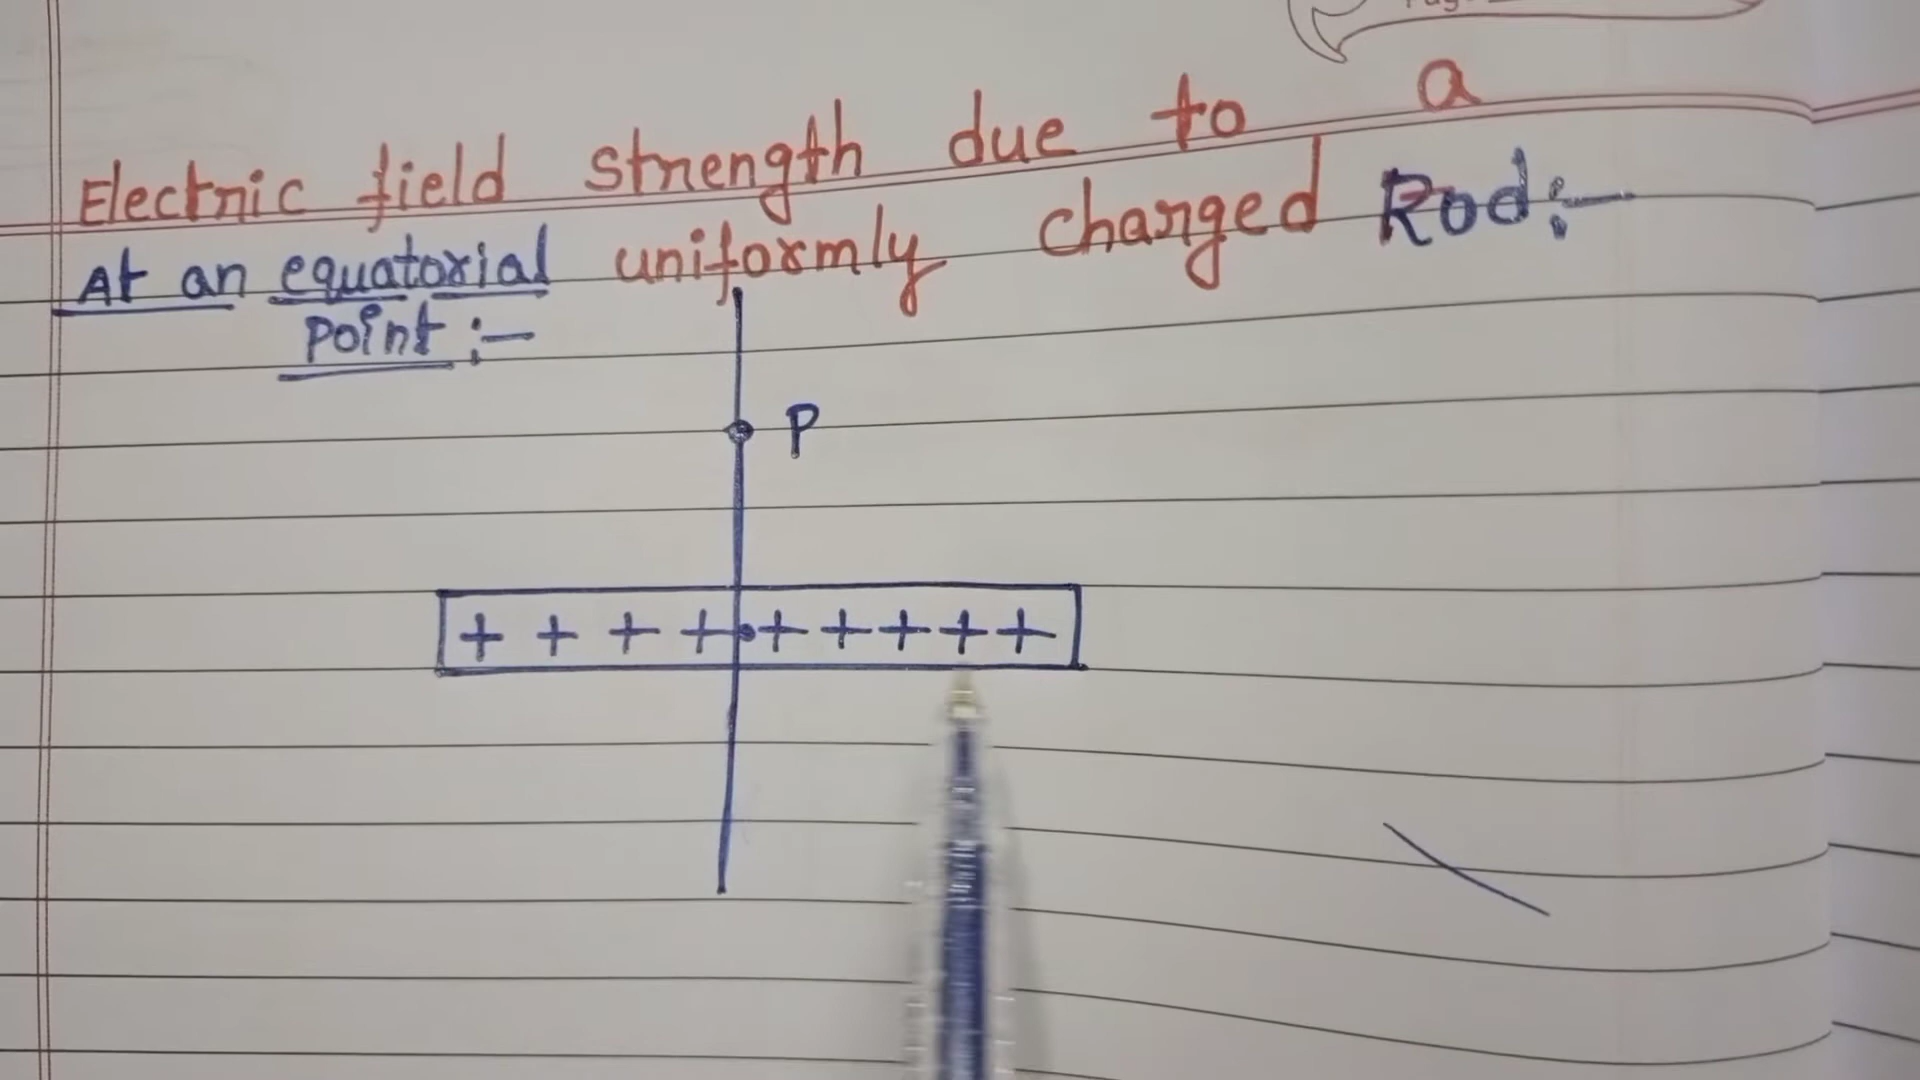 Electric field strength due to a
uniformly charged Rod:-
At an equatorial
point :-
P
+ + + + + + + + +